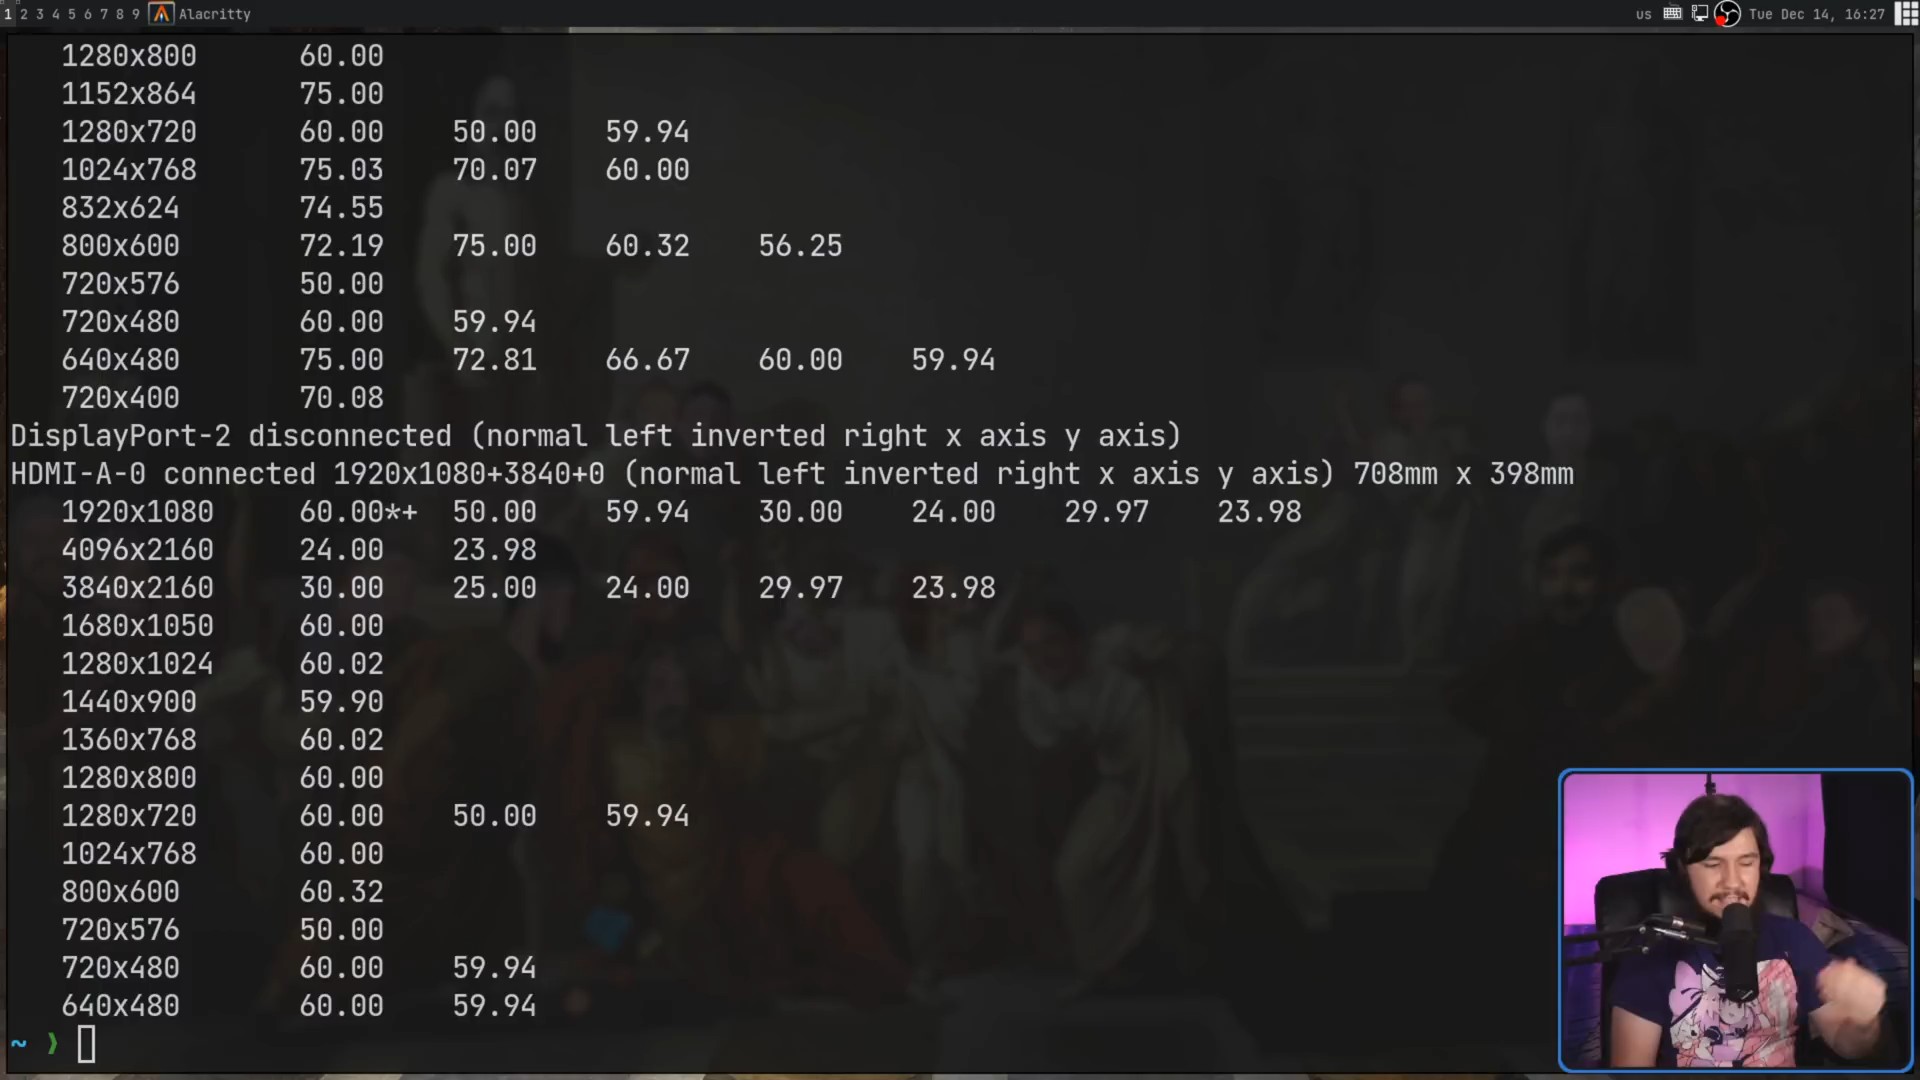 1 2 3 4 5 6 7 8 9 Alacritty us Tue Dec 14, 16:27
1280x800 60.00
1152x864 75.00
1280x720 60.00 50.00 59.94
1024x768 75.03 70.07 60.00
832x624 74.55
800x600 72.19 75.00 60.32 56.25
720x576 50.00
720x480 60.00 59.94
640x480 75.00 72.81 66.67 60.00 59.94
720x400 70.08
DisplayPort-2 disconnected (normal left inverted right x axis y axis)
HDMI-A-0 connected 1920x1080+3840+0 (normal left inverted right x axis y axis) 708mm x 398mm
1920x1080 60.00*+ 50.00 59.94 30.00 24.00 29.97 23.98
4096x2160 24.00 23.98
3840x2160 30.00 25.00 24.00 29.97 23.98
1680x1050 60.00
1280x1024 60.02
1440x900 59.90
1360x768 60.02
1280x800 60.00
1280x720 60.00 50.00 59.94
1024x768 60.00
800x600 60.32
720x576 50.00
720x480 60.00 59.94
640x480 60.00 59.94
~ ❯